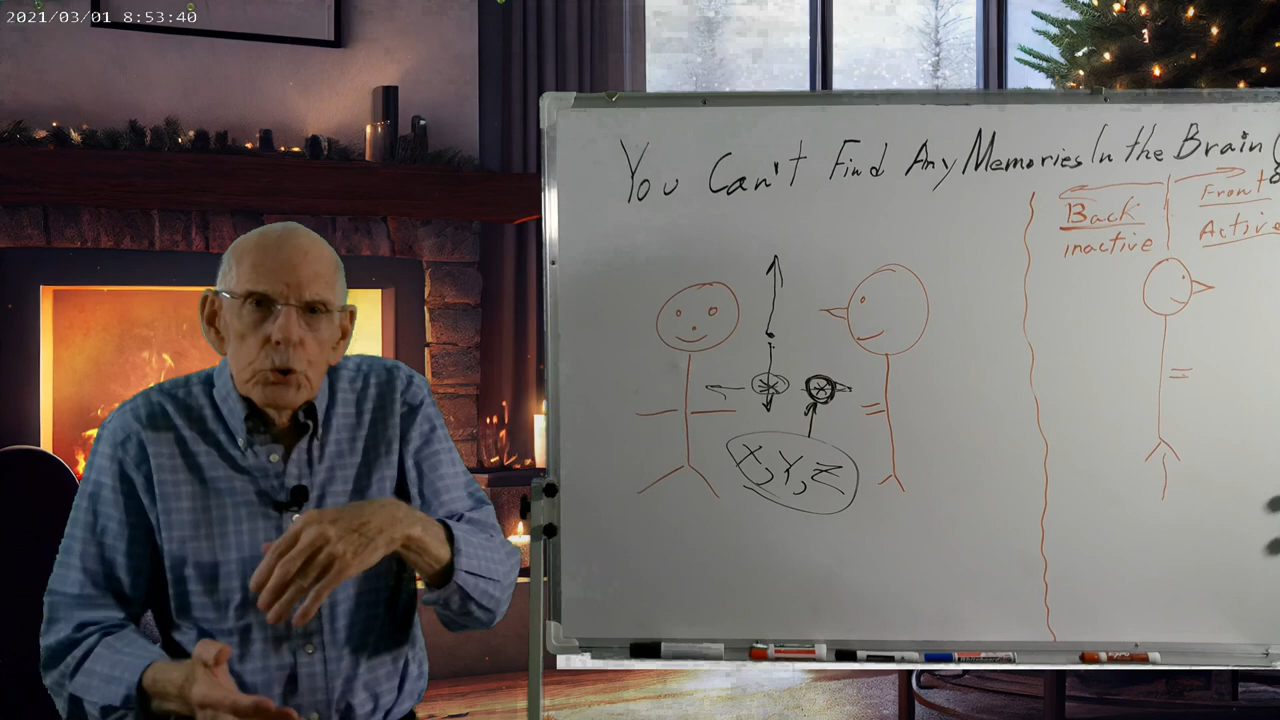 2021/03/01 8:53:40
You Can't Find Any Memories In the Brain (
Back
inactive
Front
Active
X, Y, Z